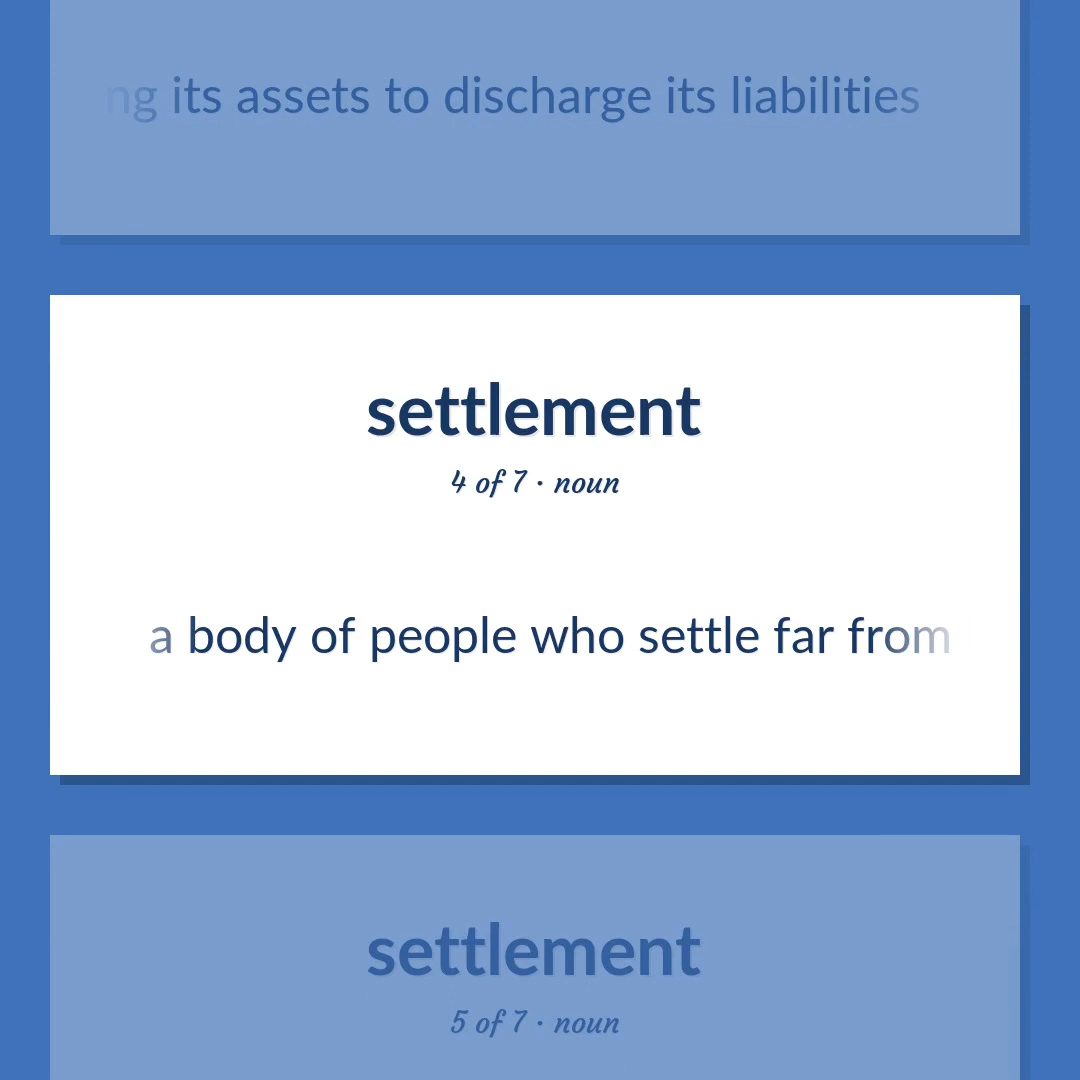 ng its assets to discharge its liabilities
settlement
4 of 7 · noun
a body of people who settle far from
settlement
5 of 7 · noun